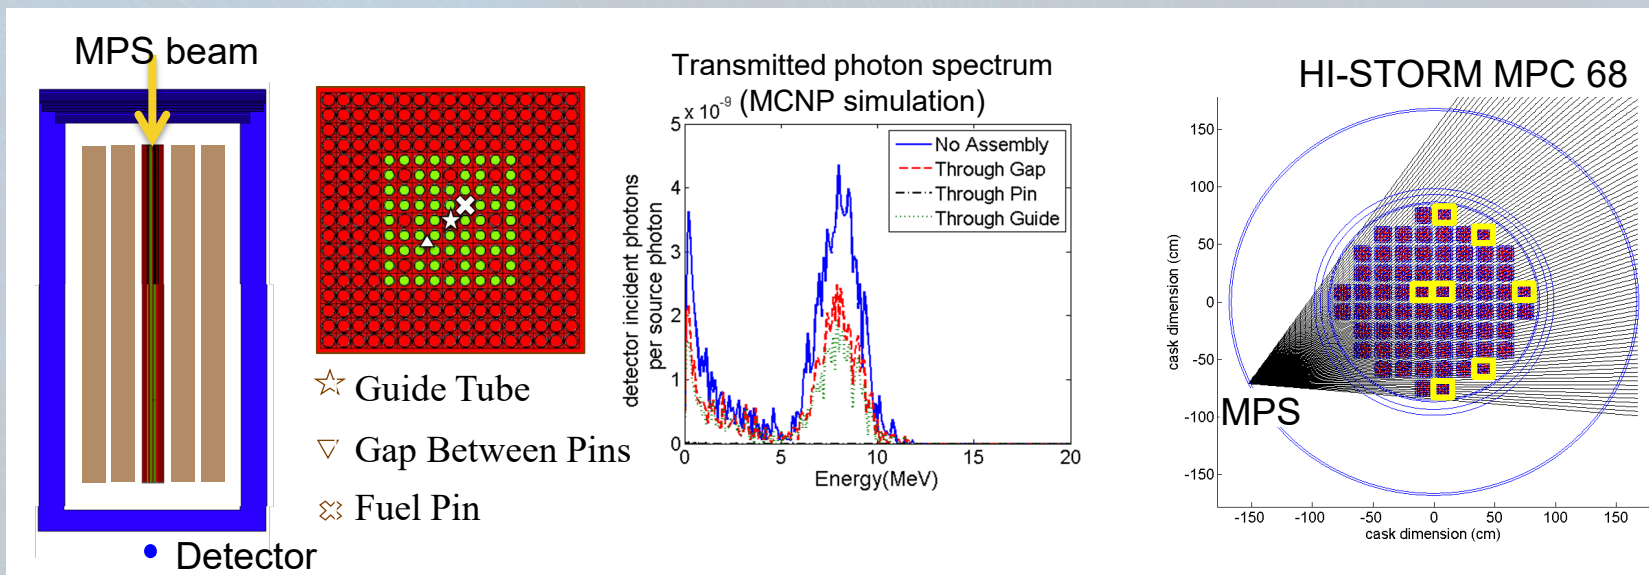 MPS beam
Detector
Guide Tube
Gap Between Pins
Fuel Pin
Transmitted photon spectrum
(MCNP simulation)
x 10^-9
5
4
3
2
1
0
detector incident photons
per source photon
No Assembly
Through Gap
Through Pin
Through Guide
0 5 10 15 20
Energy(MeV)
HI-STORM MPC 68
150
100
50
0
-50
-100
-150
cask dimension (cm)
MPS
-150 -100 -50 0 50 100 150
cask dimension (cm)